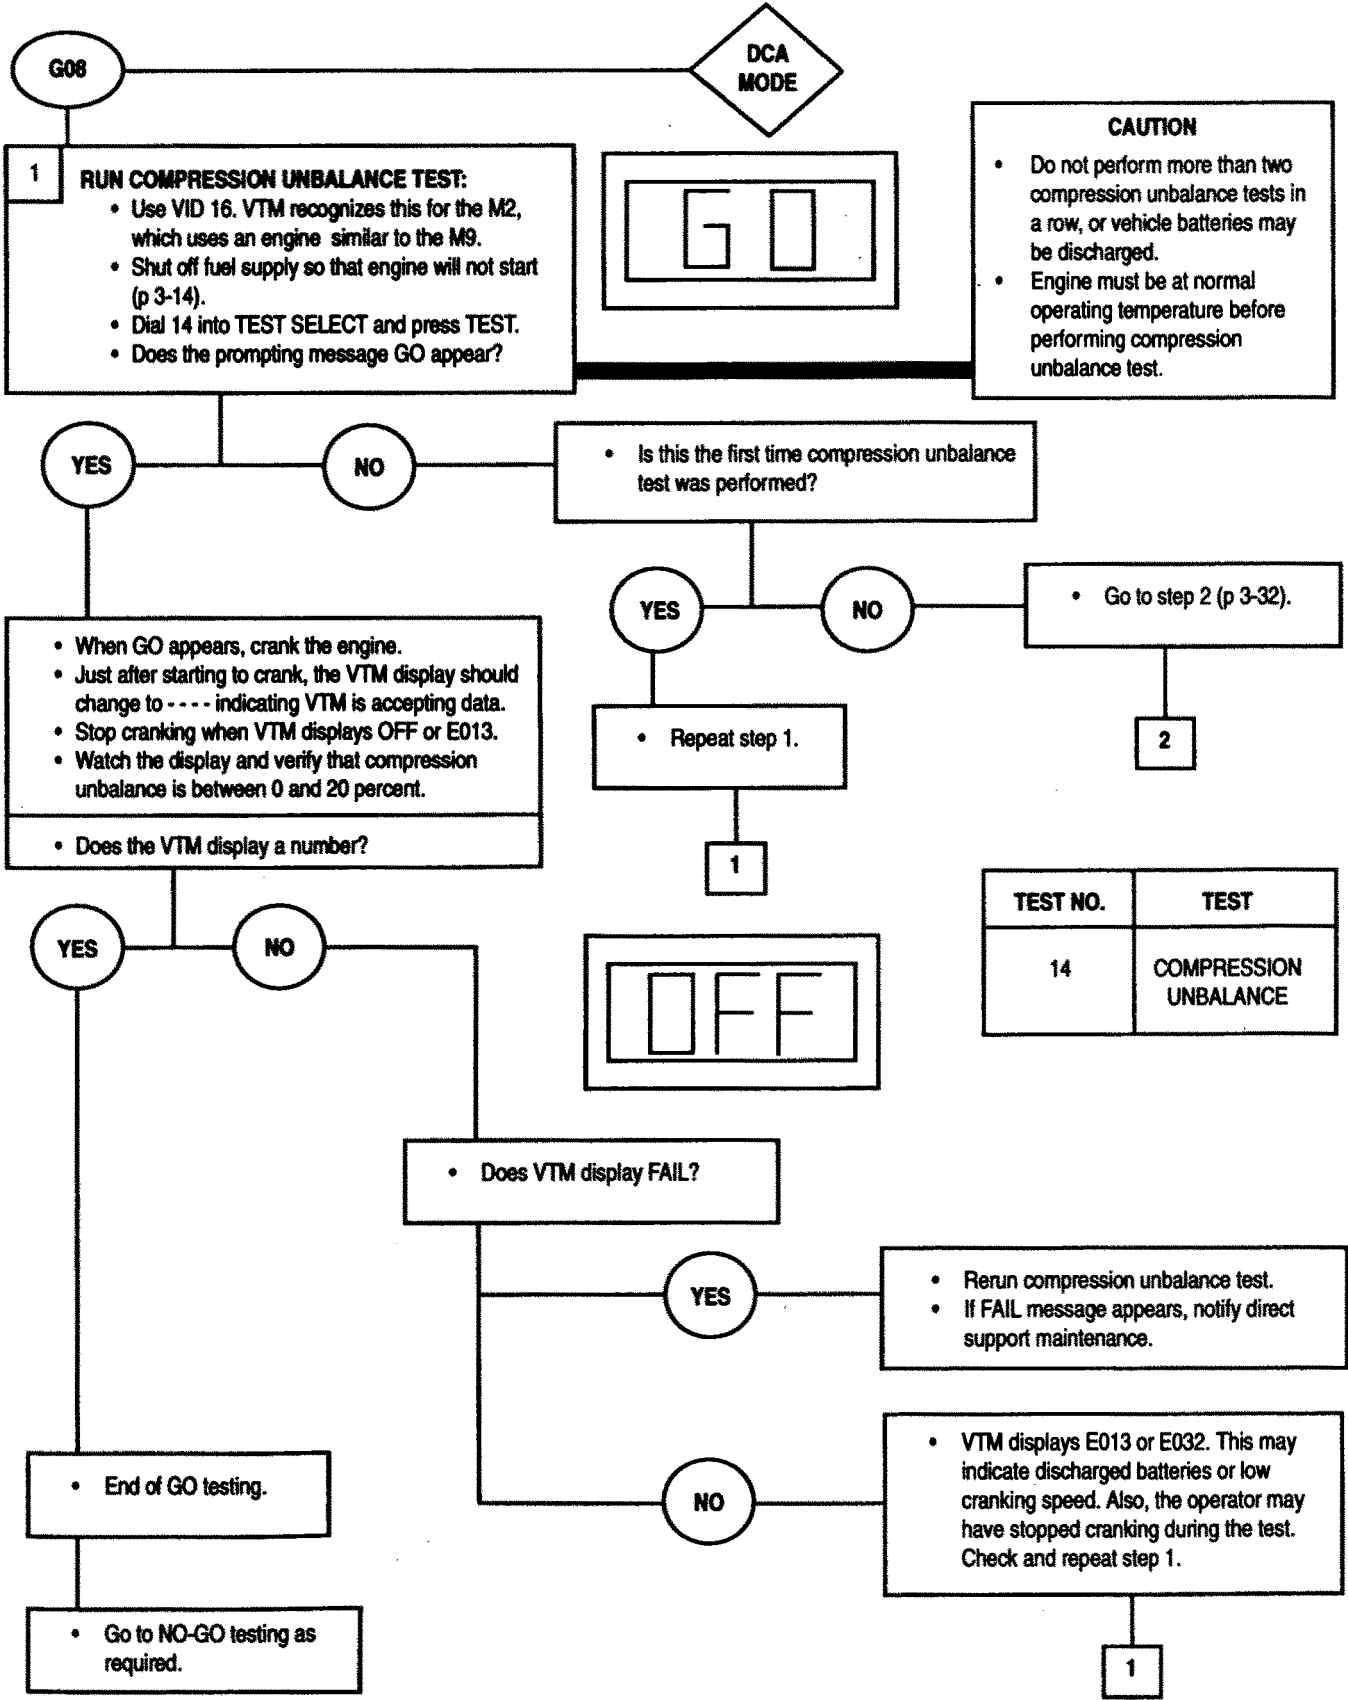 G08
DCA
MODE
1
RUN COMPRESSION UNBALANCE TEST:
• Use VID 16. VTM recognizes this for the M2,
which uses an engine similar to the M9.
• Shut off fuel supply so that engine will not start
(p 3-14).
• Dial 14 into TEST SELECT and press TEST.
• Does the prompting message GO appear?
GO
CAUTION
• Do not perform more than two
compression unbalance tests in
a row, or vehicle batteries may
be discharged.
• Engine must be at normal
operating temperature before
performing compression
unbalance test.
YES
NO
• Is this the first time compression unbalance
test was performed?
YES
NO
• Go to step 2 (p 3-32).
2
• Repeat step 1.
1
• When GO appears, crank the engine.
• Just after starting to crank, the VTM display should
change to - - - - indicating VTM is accepting data.
• Stop cranking when VTM displays OFF or E013.
• Watch the display and verify that compression
unbalance is between 0 and 20 percent.
• Does the VTM display a number?
YES
NO
OFF
TEST NO. TEST
14 COMPRESSION
UNBALANCE
• Does VTM display FAIL?
YES
• Rerun compression unbalance test.
• If FAIL message appears, notify direct
support maintenance.
NO
• VTM displays E013 or E032. This may
indicate discharged batteries or low
cranking speed. Also, the operator may
have stopped cranking during the test.
Check and repeat step 1.
1
• End of GO testing.
• Go to NO-GO testing as
required.